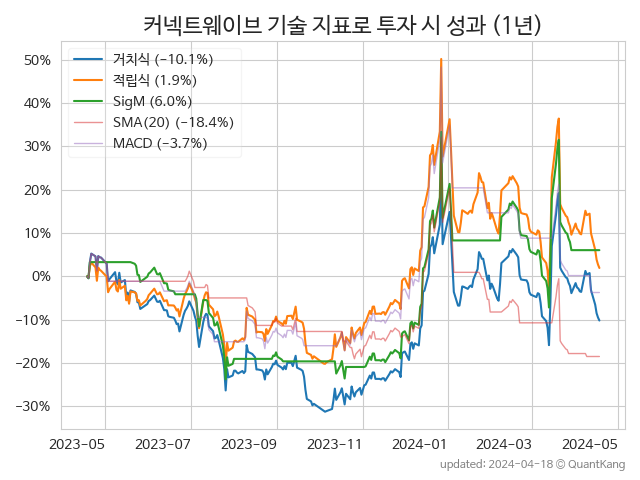 커넥트웨이브 기술 지표로 투자 시 성과 (1년)
50%
40%
30%
20%
10%
0%
−10%
−20%
−30%
거치식 (−10.1%)
적립식 (1.9%)
SigM (6.0%)
SMA(20) (−18.4%)
MACD (−3.7%)
2023-05 2023-07 2023-09 2023-11 2024-01 2024-03 2024-05
updated: 2024-04-18 ⓒ QuantKang